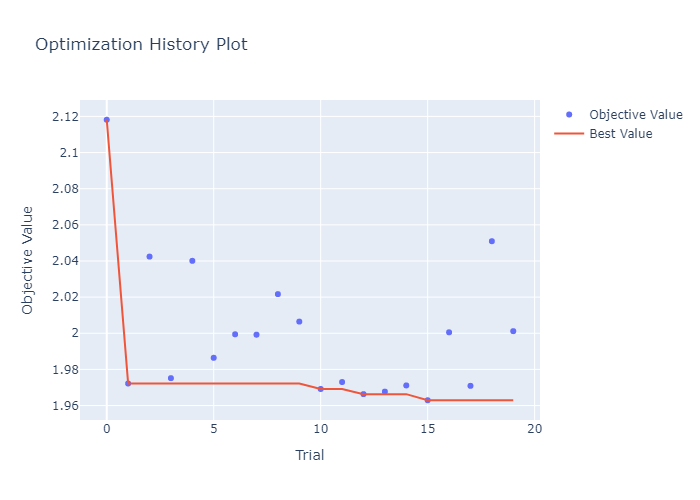 Optimization History Plot
Objective Value
Best Value
2.12
2.1
2.08
2.06
2.04
2.02
2
1.98
1.96
Objective Value
0
5
10
15
20
Trial